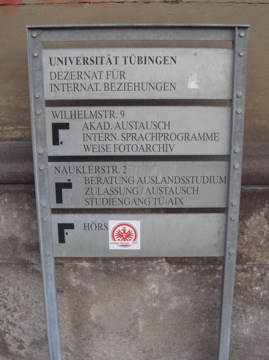 UNIVERSITÄT TÜBINGEN
DEZERNAT FÜR
INTERNAT. BEZIEHUNGEN
WILHELMSTR. 9
AKAD. AUSTAUSCH
INTERN. SPRACHPROGRAMME
WEISE FOTOARCHIV
NAUKLERSTR. 2
BERATUNG AUSLANDSSTUDIUM
ZULASSUNG / AUSTAUSCH
STUDIENGANG TÜ-AIX
HÖRS